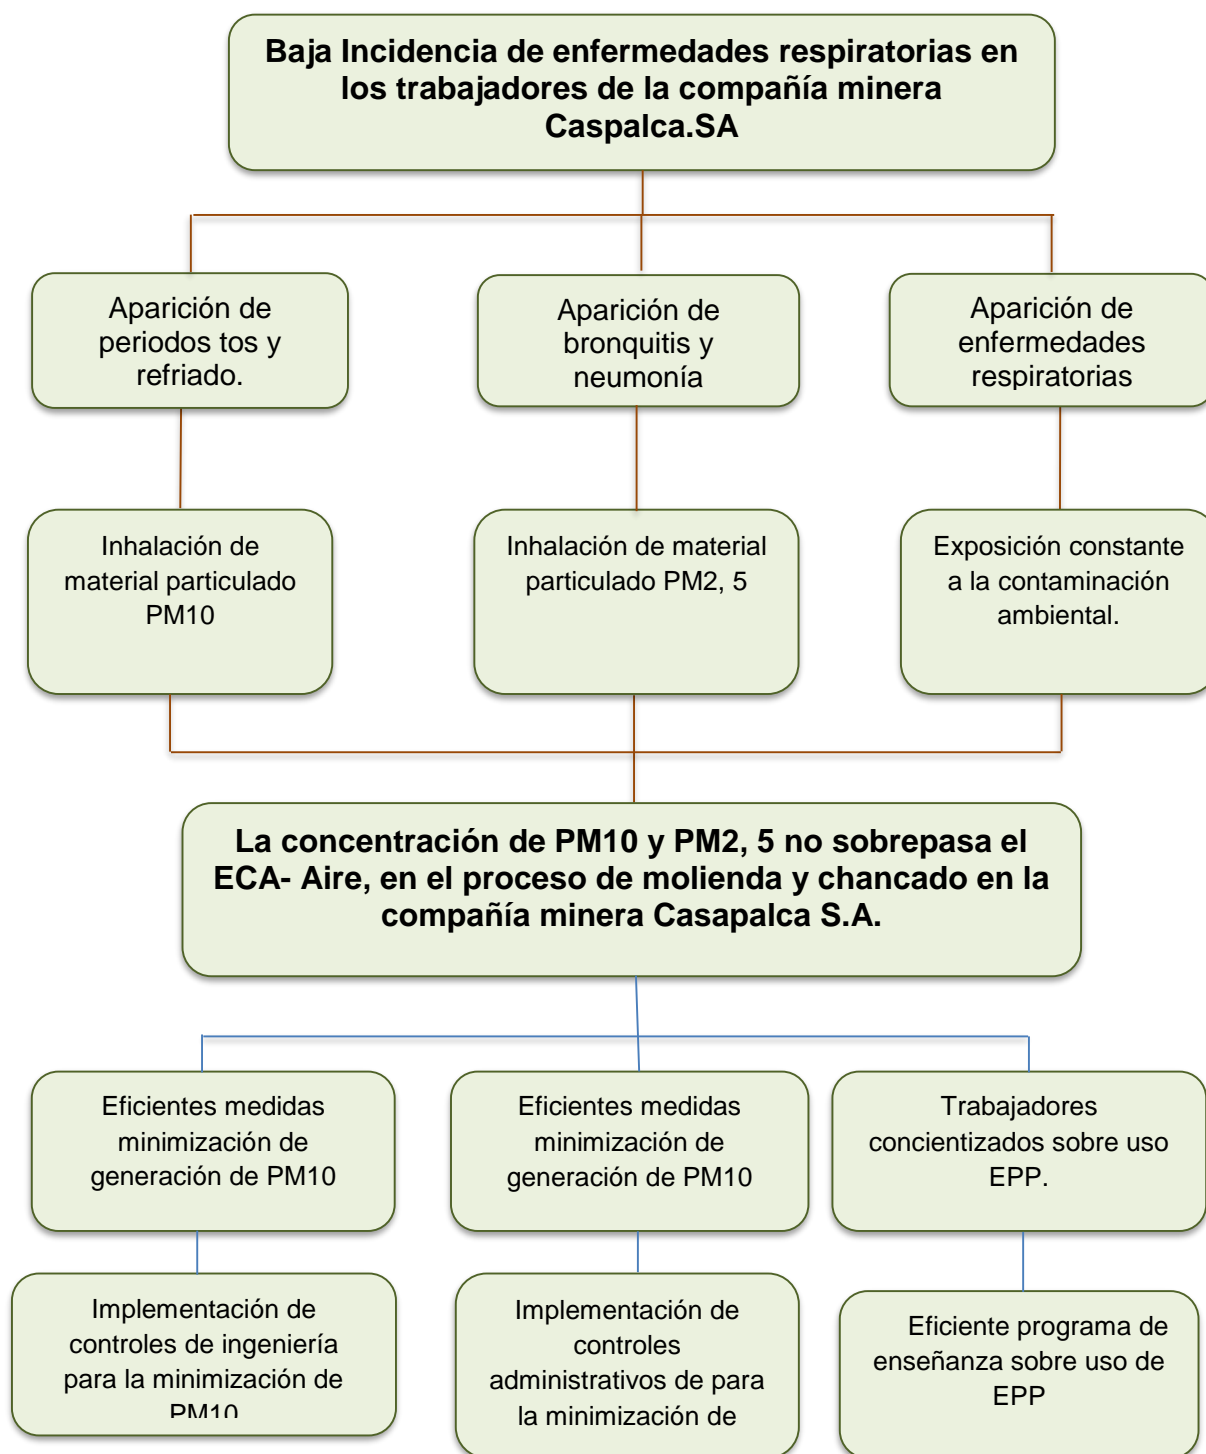 Baja Incidencia de enfermedades respiratorias en
los trabajadores de la compañía minera
Caspalca.SA
Aparición de
periodos tos y
refriado.
Aparición de
bronquitis y
neumonía
Aparición de
enfermedades
respiratorias
Inhalación de
material particulado
PM10
Inhalación de material
particulado PM2, 5
Exposición constante
a la contaminación
ambiental.
La concentración de PM10 y PM2, 5 no sobrepasa el
ECA- Aire, en el proceso de molienda y chancado en la
compañía minera Casapalca S.A.
Eficientes medidas
minimización de
generación de PM10
Eficientes medidas
minimización de
generación de PM10
Trabajadores
concientizados sobre uso
EPP.
Implementación de
controles de ingeniería
para la minimización de
PM10
Implementación de
controles
administrativos de para
la minimización de
Eficiente programa de
enseñanza sobre uso de
EPP